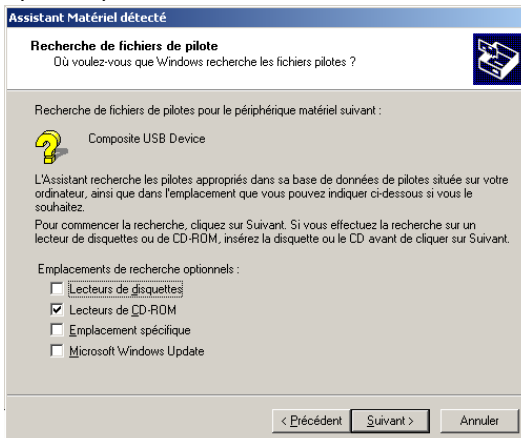 Assistant Matériel détecté
Recherche de fichiers de pilote
Où voulez-vous que Windows recherche les fichiers pilotes ?
Recherche de fichiers de pilotes pour le périphérique matériel suivant :
Composite USB Device
L'Assistant recherche les pilotes appropriés dans sa base de données de pilotes située sur votre
ordinateur, ainsi que dans l'emplacement que vous pouvez indiquer ci-dessous si vous le
souhaitez.
Pour commencer la recherche, cliquez sur Suivant. Si vous effectuez la recherche sur un
lecteur de disquettes ou de CD-ROM, insérez la disquette ou le CD avant de cliquer sur Suivant.
Emplacements de recherche optionnels :
Lecteurs de disquettes
Lecteurs de CD-ROM
Emplacement spécifique
Microsoft Windows Update
< Précédent
Suivant >
Annuler